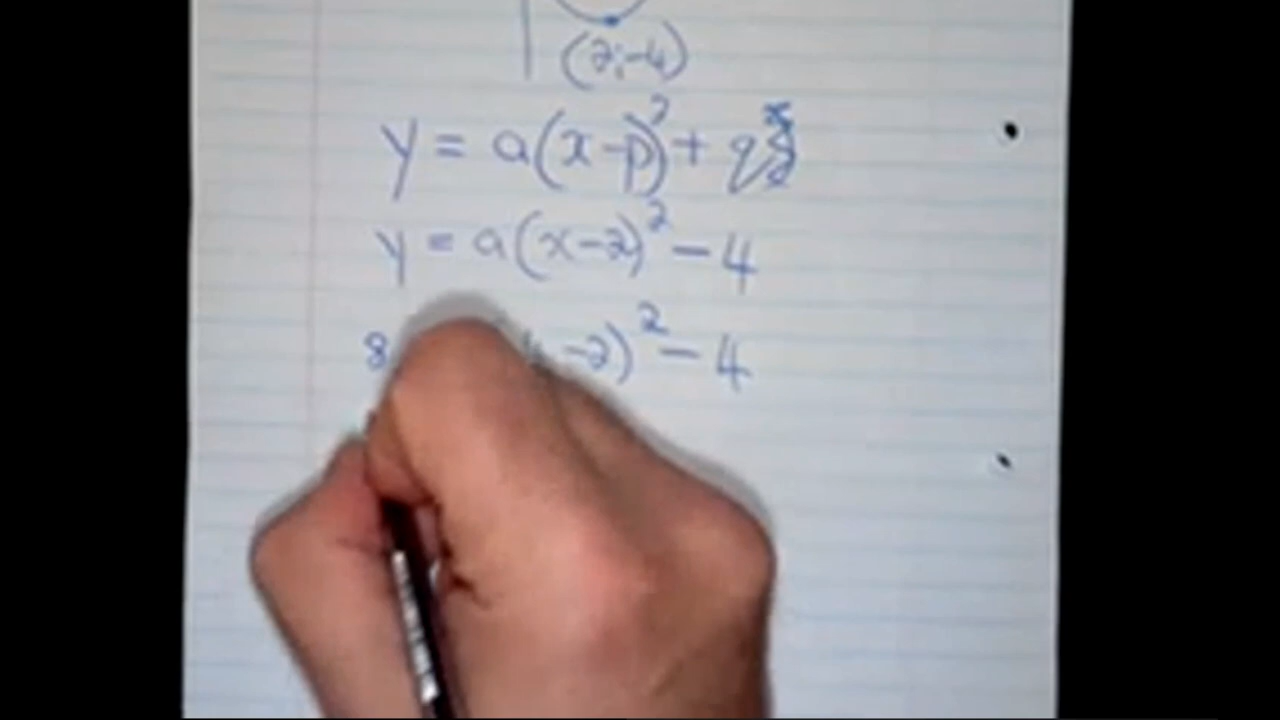 (2;-4)
y = a(x-p)² + q
y = a(x-2)² - 4
8 -2)² - 4